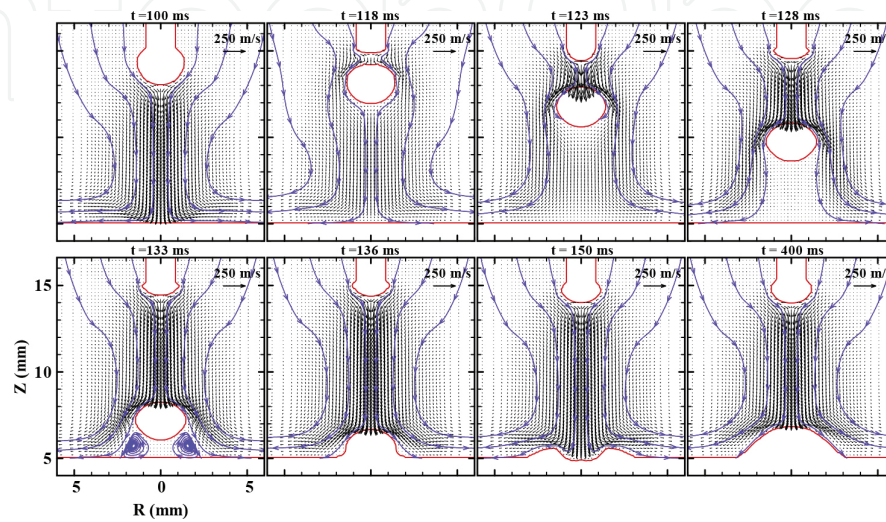 t =100 ms
t =118 ms
t =123 ms
t =128 ms
250 m/s
250 m/s
250 m/s
250 m/s
t =133 ms
t =136 ms
t =150 ms
t = 400 ms
250 m/s
250 m/s
250 m/s
250 m/s
15
10
5
Z (mm)
5
0
5
R (mm)